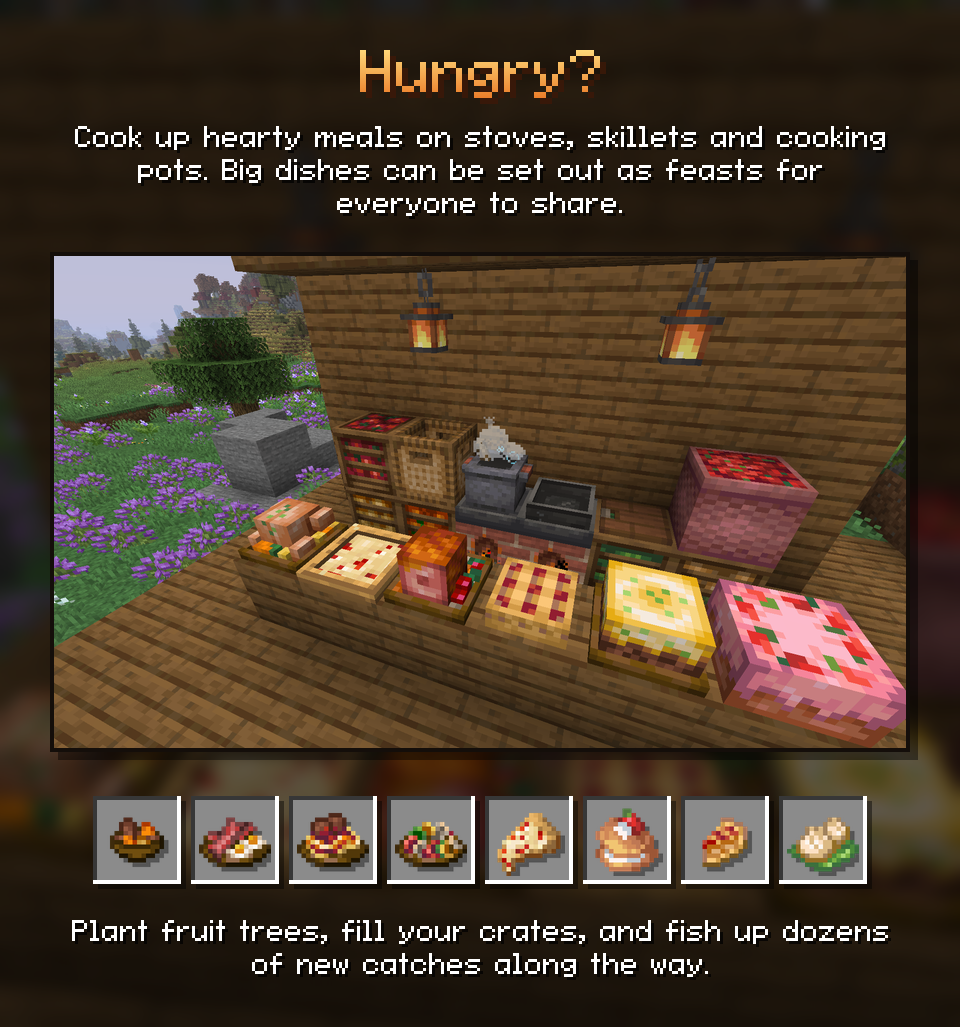 Hungry?
Cook up hearty meals on stoves, skillets and cooking
pots. Big dishes can be set out as feasts for
everyone to share.
Plant fruit trees, fill your crates, and fish up dozens
of new catches along the way.